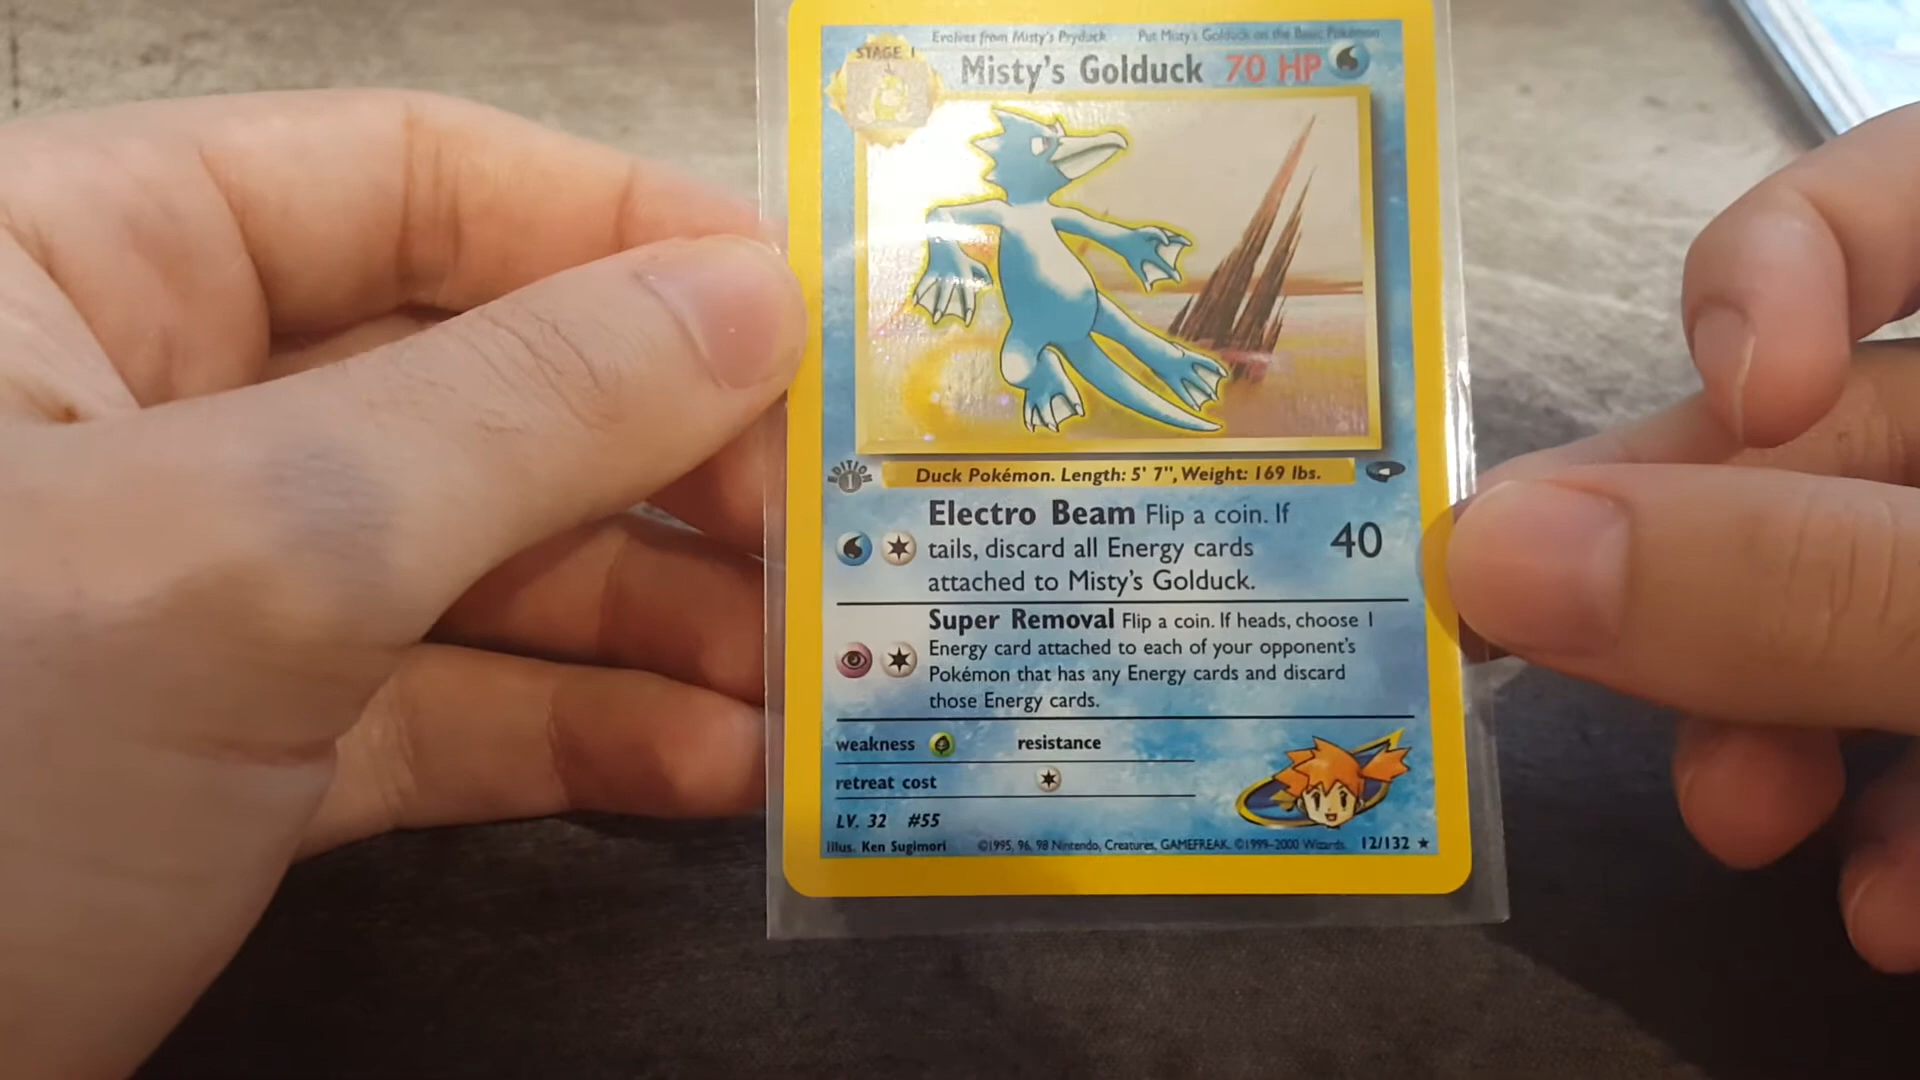 Evolves from Misty's Psyduck Put Misty's Golduck on the Basic Pokémon
STAGE 1
Misty's Golduck 70 HP
EDITION
1
Duck Pokémon. Length: 5' 7", Weight: 169 lbs.
Electro Beam Flip a coin. If
tails, discard all Energy cards
attached to Misty's Golduck.
40
Super Removal Flip a coin. If heads, choose 1
Energy card attached to each of your opponent's
Pokémon that has any Energy cards and discard
those Energy cards.
weakness resistance
retreat cost
LV. 32 #55
Illus. Ken Sugimori ©1995, 96, 98 Nintendo, Creatures, GAMEFREAK. ©1999-2000 Wizards. 12/132 ★